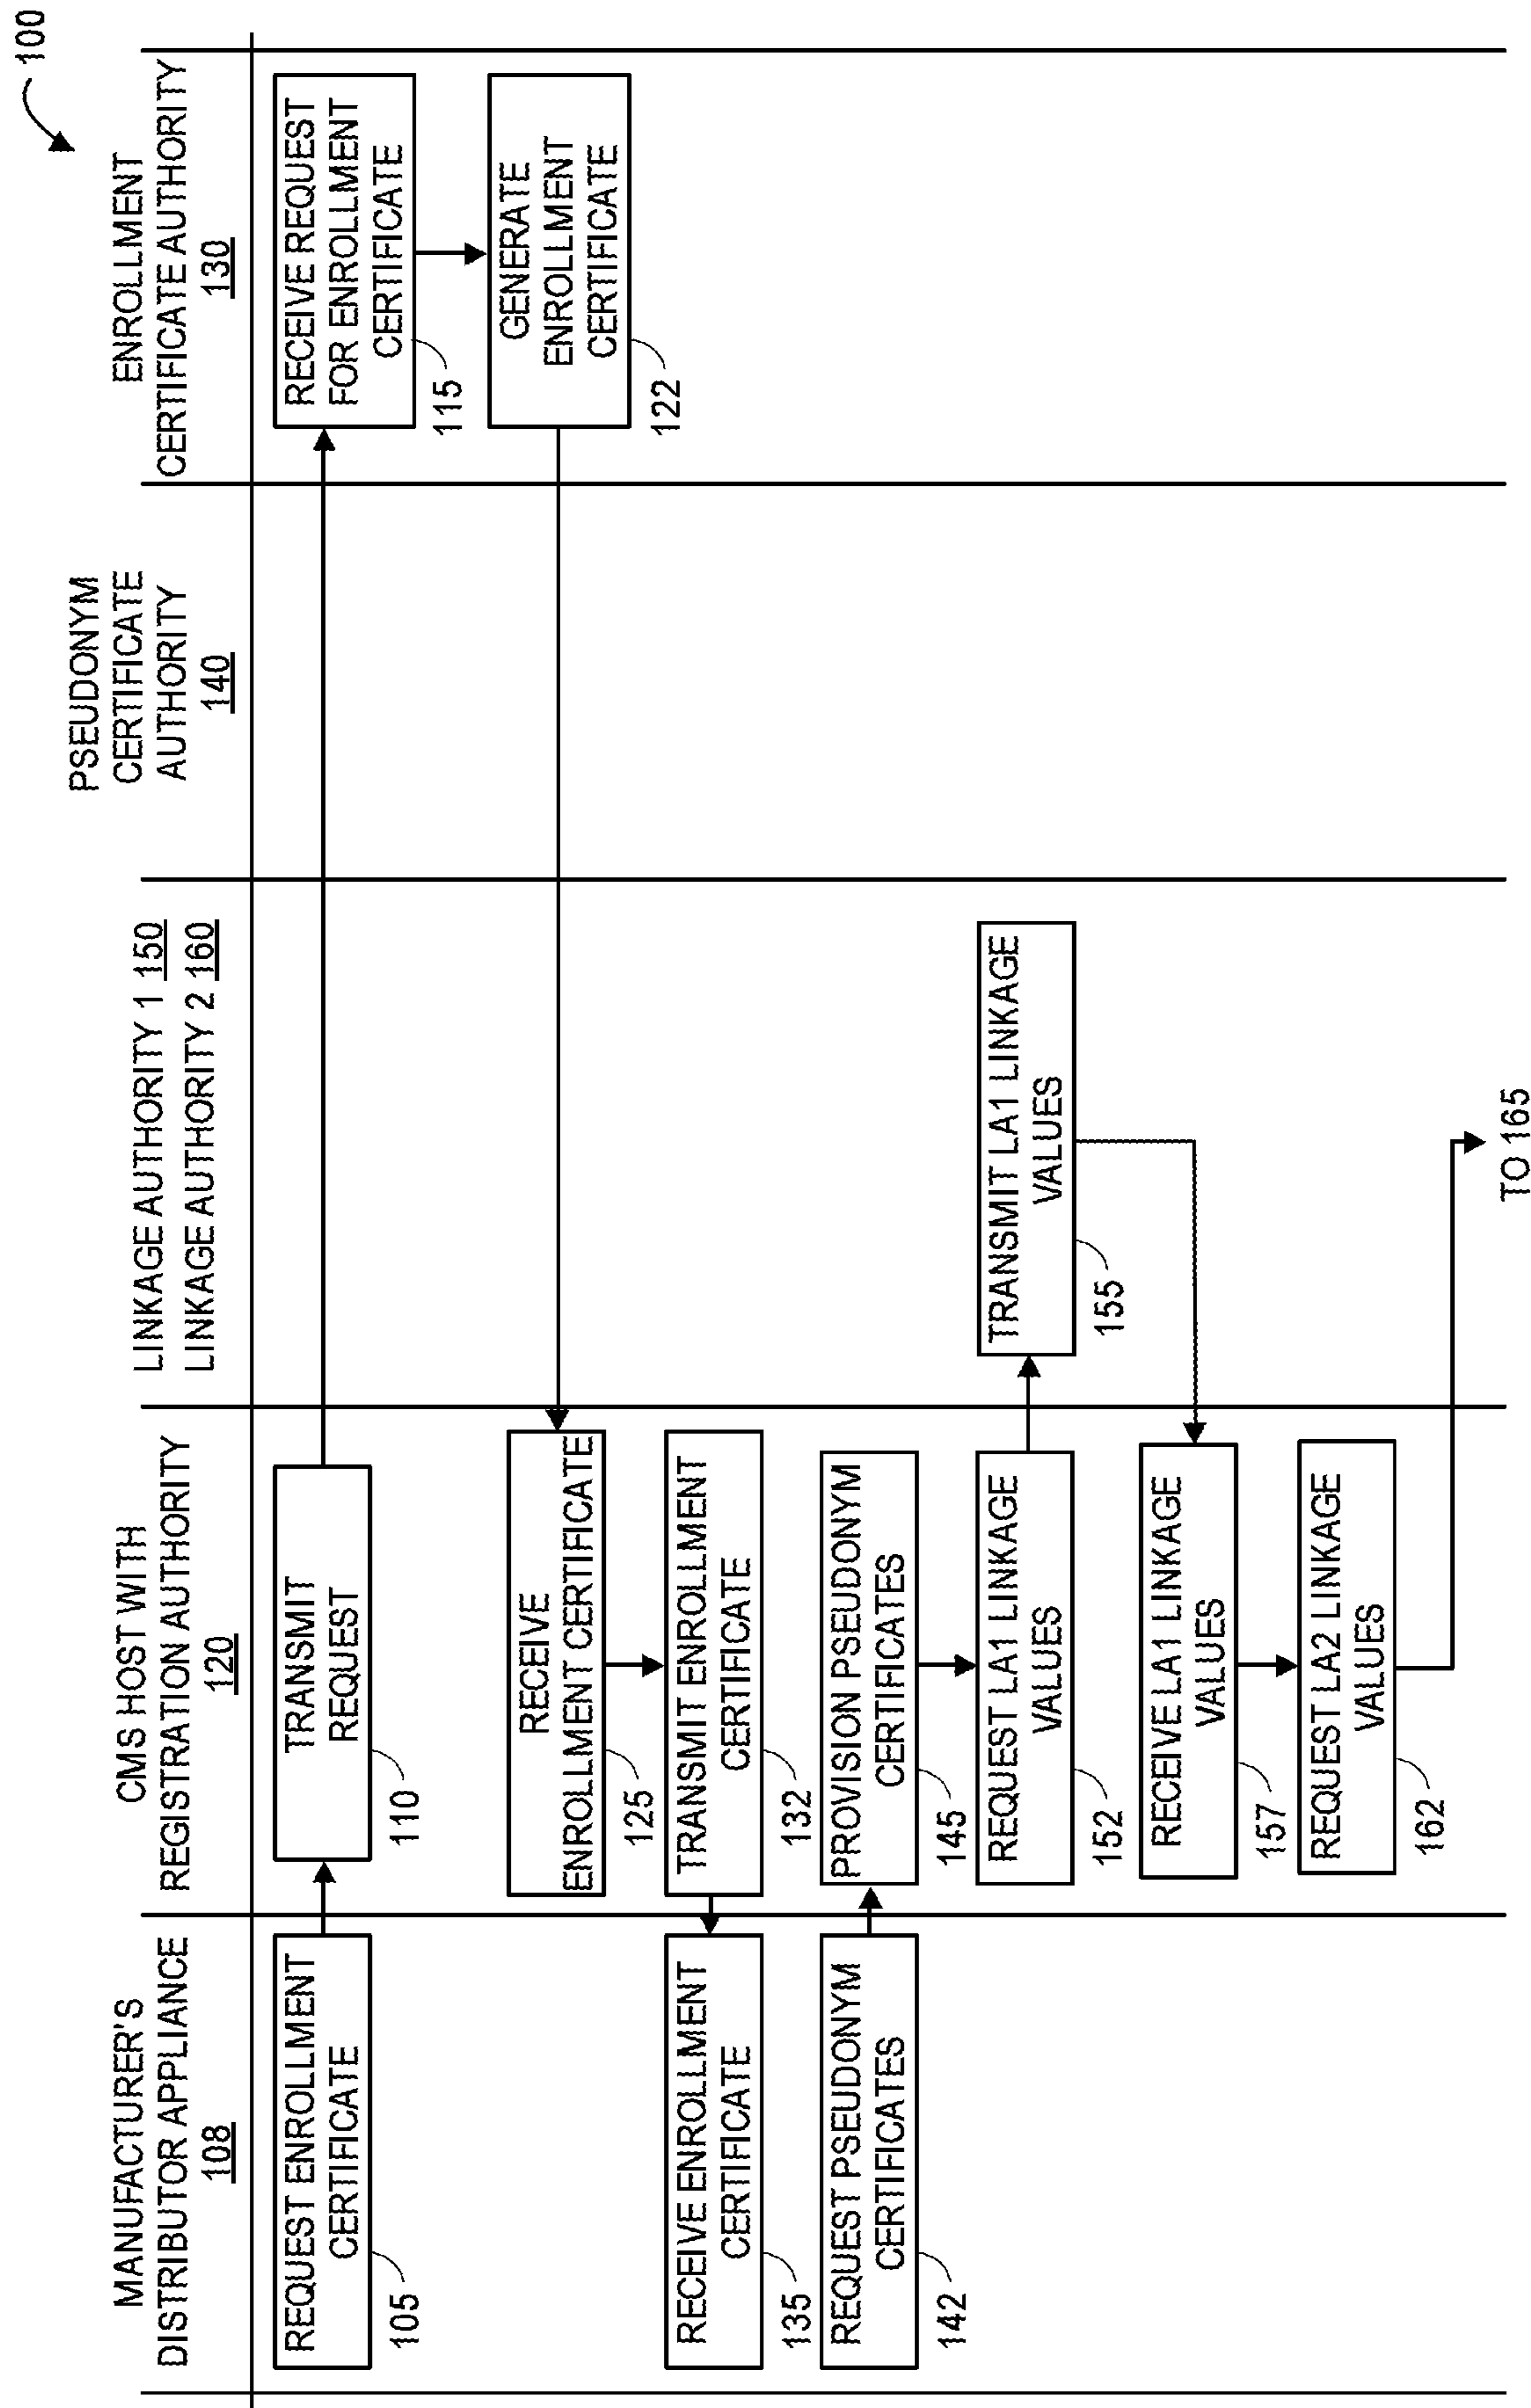 100
MANUFACTURER'S
DISTRIBUTOR APPLIANCE
108
CMS HOST WITH
REGISTRATION AUTHORITY
120
LINKAGE AUTHORITY 1 150
LINKAGE AUTHORITY 2 160
PSEUDONYM
CERTIFICATE
AUTHORITY
140
ENROLLMENT
CERTIFICATE AUTHORITY
130
REQUEST ENROLLMENT
CERTIFICATE
105
TRANSMIT
REQUEST
110
RECEIVE REQUEST
FOR ENROLLMENT
CERTIFICATE
115
GENERATE
ENROLLMENT
CERTIFICATE
122
RECEIVE
ENROLLMENT CERTIFICATE
125
TRANSMIT ENROLLMENT
CERTIFICATE
132
RECEIVE ENROLLMENT
CERTIFICATE
135
REQUEST PSEUDONYM
CERTIFICATES
142
PROVISION PSEUDONYM
CERTIFICATES
145
REQUEST LA1 LINKAGE
VALUES
152
TRANSMIT LA1 LINKAGE
VALUES
155
RECEIVE LA1 LINKAGE
VALUES
157
REQUEST LA2 LINKAGE
VALUES
162
TO 165